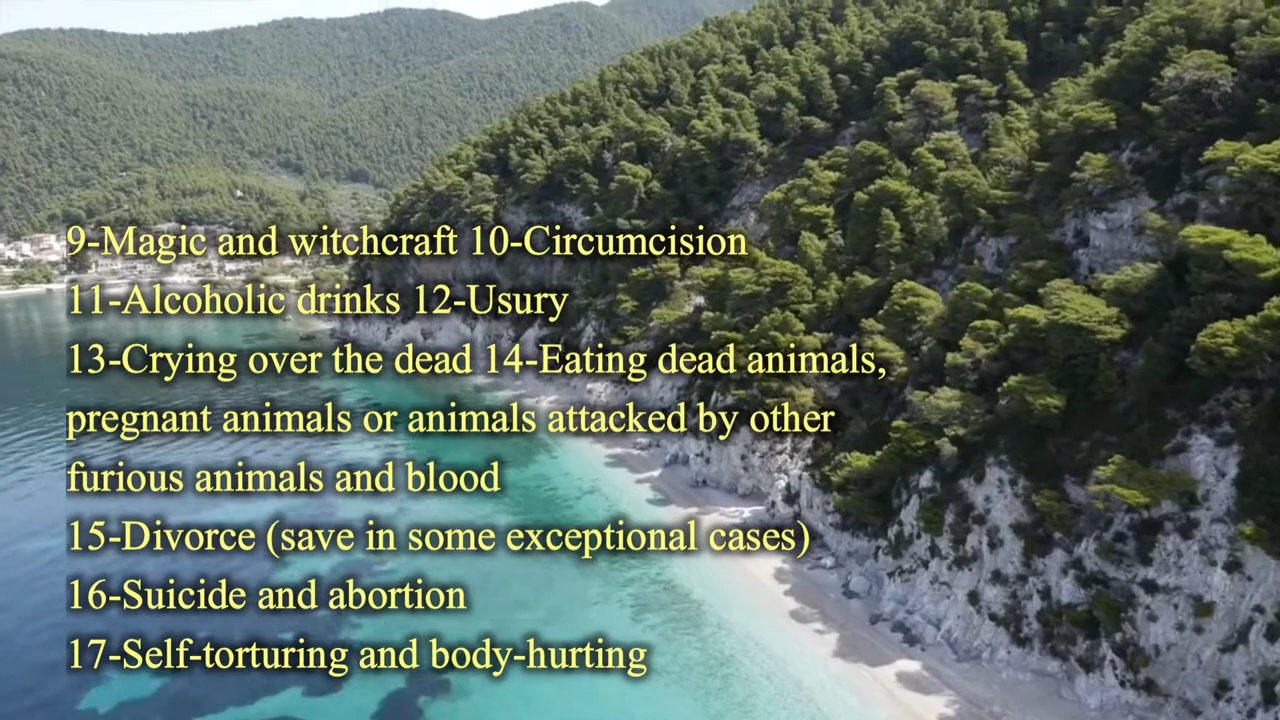 9-Magic and witchcraft 10-Circumcision
11-Alcoholic drinks 12-Usury
13-Crying over the dead 14-Eating dead animals,
pregnant animals or animals attacked by other
furious animals and blood
15-Divorce (save in some exceptional cases)
16-Suicide and abortion
17-Self-torturing and body-hurting